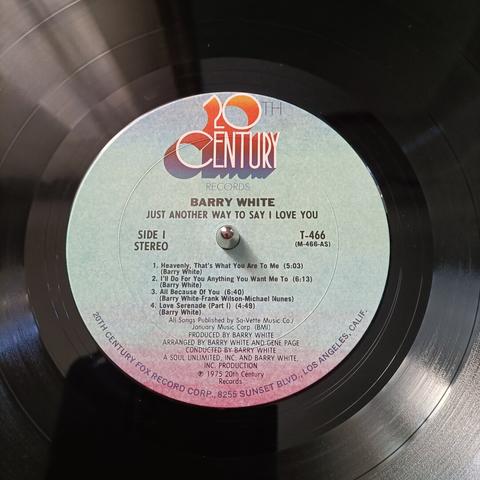 20TH
CENTURY
RECORDS
BARRY WHITE
JUST ANOTHER WAY TO SAY I LOVE YOU
SIDE I T-466
STEREO (M-466-AS)
1. Heavenly, That's What You Are To Me (5:03)
(Barry White)
2. I'll Do For You Anything You Want Me To (6:13)
(Barry White)
3. All Because Of You (6:40)
(Barry White-Frank Wilson-Michael Nunes)
4. Love Serenade (Part I) (4:49)
(Barry White)
All Songs Published by Sa-Vette Music Co./
January Music Corp. (BMI)
PRODUCED BY BARRY WHITE
ARRANGED BY BARRY WHITE AND GENE PAGE
CONDUCTED BY BARRY WHITE
A SOUL UNLIMITED, INC. AND BARRY WHITE,
INC. PRODUCTION
℗ 1975 20th Century
Records
20TH CENTURY FOX RECORD CORP., 8255 SUNSET BLVD., LOS ANGELES, CALIF.